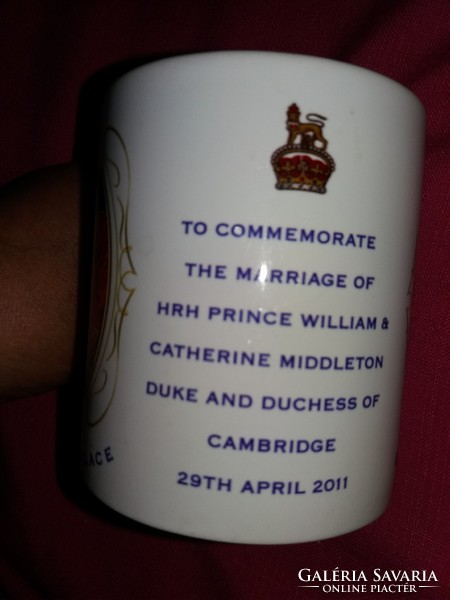 TO COMMEMORATE
THE MARRIAGE OF
HRH PRINCE WILLIAM &
CATHERINE MIDDLETON
DUKE AND DUCHESS OF
CAMBRIDGE
29TH APRIL 2011
GALÉRIA SAVARIA
ONLINE PIACTÉR